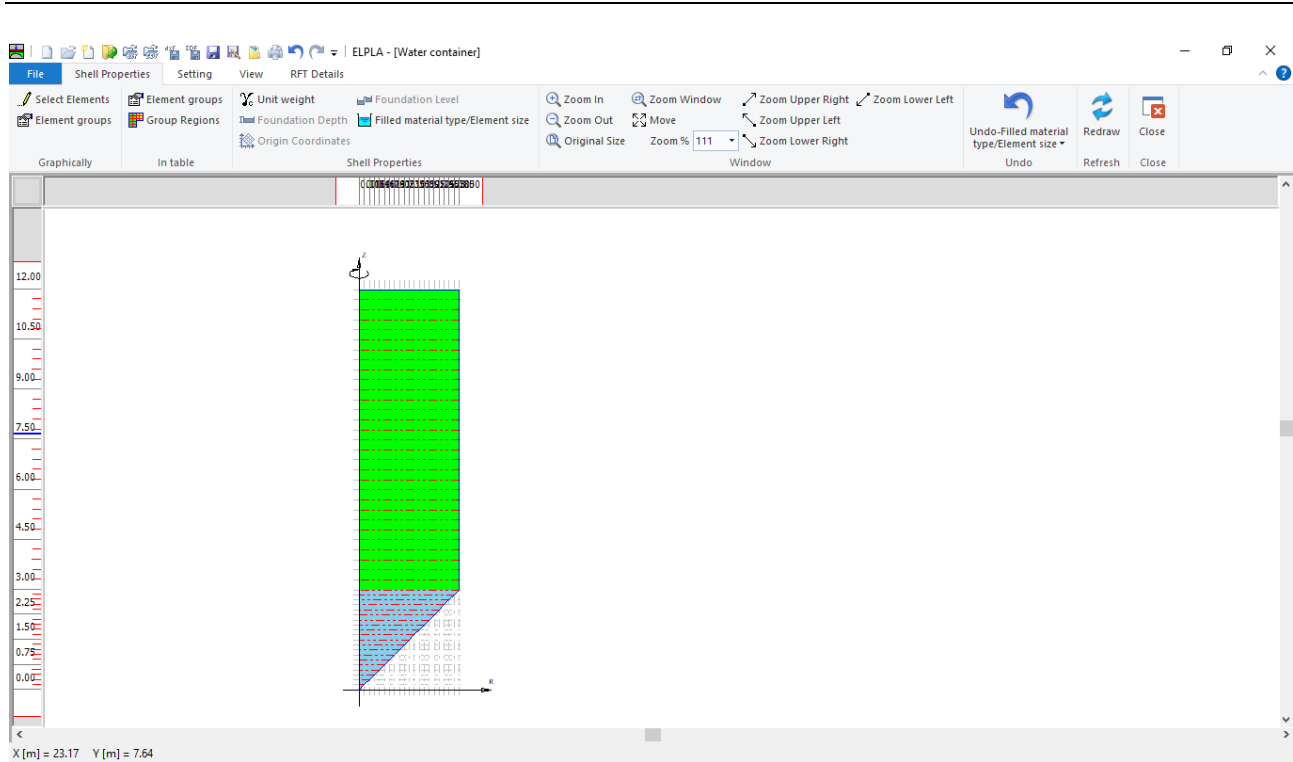 ELPLA - [Water container]
File Shell Properties Setting View RFT Details
Select Elements Element groups Unit weight Foundation Level Zoom In Zoom Window Zoom Upper Right Zoom Lower Left
Element groups Group Regions Foundation Depth Filled material type/Element size Zoom Out Move Zoom Upper Left Undo-Filled material Redraw Close
Origin Coordinates Original Size Zoom % 111 Zoom Lower Right type/Element size
Graphically In table Shell Properties Window Undo Refresh Close
Z
12.00
10.50
9.00
7.50
6.00
4.50
3.00
2.25
1.50
0.75
0.00
R
X [m] = 23.17 Y [m] = 7.64